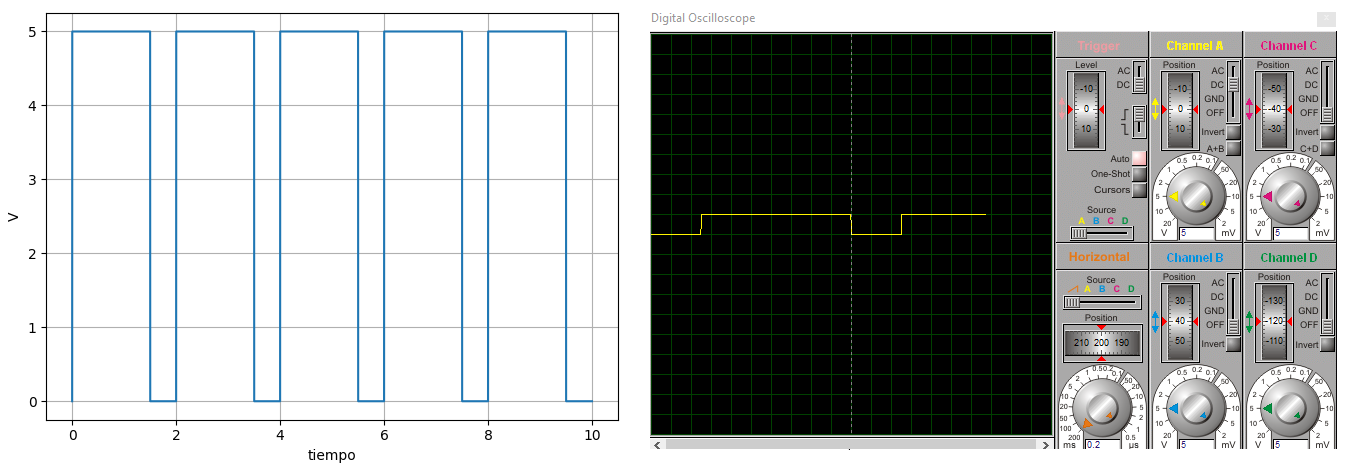 5
4
3
2
1
0
V
0 2 4 6 8 10
tiempo
Digital Oscilloscope
x
Trigger
Level
AC
DC
-10
0
10
Auto
One-Shot
Cursors
Source
A B C D
Channel A
Position
AC
DC
GND
OFF
-10
0
10
Invert
A+B
0.5 0.2 0.1
1 50
2 20
5 10
10 5
20 2
V 5 mV
Channel C
Position
AC
DC
GND
OFF
-50
-40
-30
Invert
C+D
0.5 0.2 0.1
1 50
2 20
5 10
10 5
20 2
V 5 mV
Horizontal
Source
A B C D
Position
210 200 190
0.5 0.2 0.1
1 50
2 20
5 10
10 5
20 2
50 1
100 0.5
200
ms 0.2 µs
Channel B
Position
AC
DC
GND
OFF
30
40
50
Invert
0.5 0.2 0.1
1 50
2 20
5 10
10 5
20 2
V 5 mV
Channel D
Position
AC
DC
GND
OFF
-130
-120
-110
Invert
0.5 0.2 0.1
1 50
2 20
5 10
10 5
20 2
V 5 mV